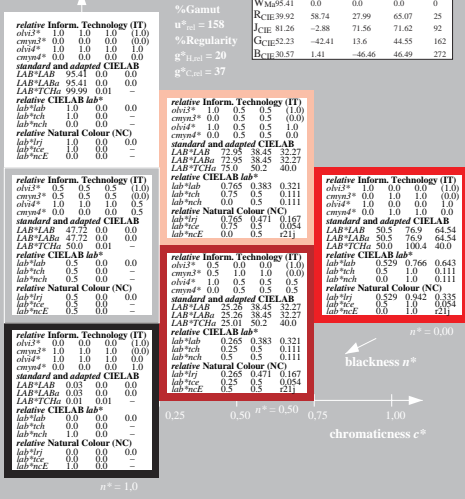 %Gamut
u*rel = 158
%Regularity
g*H,rel = 20
g*C,rel = 37
WMa 95.41 0.0 0.0 0.0 0
RCIE 39.92 58.74 27.99 65.07 25
JCIE 81.26 −2.88 71.56 71.62 92
GCIE 52.23 −42.41 13.6 44.55 162
BCIE 30.57 1.41 −46.46 46.49 272
relative Inform. Technology (IT)
olvi3* 1.0 1.0 1.0 (1.0)
cmyn3* 0.0 0.0 0.0 (0.0)
olvi4* 1.0 1.0 1.0 1.0
cmyn4* 0.0 0.0 0.0 0.0
standard and adapted CIELAB
LAB*LAB 95.41 0.0 0.0
LAB*LABa 95.41 0.0 0.0
LAB*TCHa 99.99 0.01 –
relative CIELAB lab*
lab*lab 1.0 0.0 0.0
lab*tch 1.0 0.0 –
lab*nch 0.0 0.0 –
relative Natural Colour (NC)
lab*lrj 1.0 0.0 0.0
lab*tce 1.0 0.0 –
lab*ncE 0.0 0.0 –
relative Inform. Technology (IT)
olvi3* 1.0 0.5 0.5 (1.0)
cmyn3* 0.0 0.5 0.5 (0.0)
olvi4* 1.0 0.5 0.5 1.0
cmyn4* 0.0 0.5 0.5 0.0
standard and adapted CIELAB
LAB*LAB 72.95 38.45 32.27
LAB*LABa 72.95 38.45 32.27
LAB*TCHa 75.0 50.2 40.0
relative CIELAB lab*
lab*lab 0.765 0.383 0.321
lab*tch 0.75 0.5 0.111
lab*nch 0.0 0.5 0.111
relative Natural Colour (NC)
lab*lrj 0.765 0.471 0.167
lab*tce 0.75 0.5 0.054
lab*ncE 0.0 0.5 r21j
relative Inform. Technology (IT)
olvi3* 0.5 0.5 0.5 (1.0)
cmyn3* 0.5 0.5 0.5 (0.0)
olvi4* 1.0 1.0 1.0 0.5
cmyn4* 0.0 0.0 0.0 0.5
standard and adapted CIELAB
LAB*LAB 47.72 0.0 0.0
LAB*LABa 47.72 0.0 0.0
LAB*TCHa 50.0 0.01 –
relative CIELAB lab*
lab*lab 0.5 0.0 0.0
lab*tch 0.5 0.0 –
lab*nch 0.5 0.0 –
relative Natural Colour (NC)
lab*lrj 0.5 0.0 0.0
lab*tce 0.5 0.0 –
lab*ncE 0.5 0.0 –
relative Inform. Technology (IT)
olvi3* 1.0 0.0 0.0 (1.0)
cmyn3* 0.0 1.0 1.0 (0.0)
olvi4* 1.0 0.0 0.0 1.0
cmyn4* 0.0 1.0 1.0 0.0
standard and adapted CIELAB
LAB*LAB 50.5 76.9 64.54
LAB*LABa 50.5 76.9 64.54
LAB*TCHa 50.0 100.4 40.0
relative CIELAB lab*
lab*lab 0.529 0.766 0.643
lab*tch 0.5 1.0 0.111
lab*nch 0.0 1.0 0.111
relative Natural Colour (NC)
lab*lrj 0.529 0.942 0.335
lab*tce 0.5 1.0 0.054
lab*ncE 0.0 1.0 r21j
relative Inform. Technology (IT)
olvi3* 0.5 0.0 0.0 (1.0)
cmyn3* 0.5 1.0 1.0 (0.0)
olvi4* 1.0 0.5 0.5 0.5
cmyn4* 0.0 0.5 0.5 0.5
standard and adapted CIELAB
LAB*LAB 25.26 38.45 32.27
LAB*LABa 25.26 38.45 32.27
LAB*TCHa 25.01 50.2 40.0
relative CIELAB lab*
lab*lab 0.265 0.383 0.321
lab*tch 0.25 0.5 0.111
lab*nch 0.5 0.5 0.111
relative Natural Colour (NC)
lab*lrj 0.265 0.471 0.167
lab*tce 0.25 0.5 0.054
lab*ncE 0.5 0.5 r21j
relative Inform. Technology (IT)
olvi3* 0.0 0.0 0.0 (1.0)
cmyn3* 1.0 1.0 1.0 (0.0)
olvi4* 1.0 1.0 1.0 0.0
cmyn4* 0.0 0.0 0.0 1.0
standard and adapted CIELAB
LAB*LAB 0.03 0.0 0.0
LAB*LABa 0.03 0.0 0.0
LAB*TCHa 0.01 0.01 –
relative CIELAB lab*
lab*lab 0.0 0.0 0.0
lab*tch 0.0 0.0 –
lab*nch 1.0 0.0 –
relative Natural Colour (NC)
lab*lrj 0.0 0.0 0.0
lab*tce 0.0 0.0 –
lab*ncE 1.0 0.0 –
n* = 0,00
blackness n*
n* = 0,50
0,25 0,50 0,75 1,00
chromaticness c*
n* = 1,0